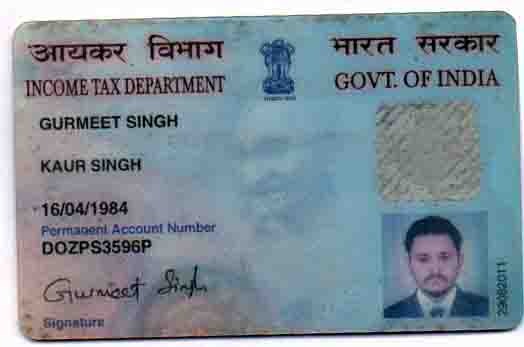 आयकर विभाग
INCOME TAX DEPARTMENT
भारत सरकार
GOVT. OF INDIA
GURMEET SINGH
KAUR SINGH
16/04/1984
Permanent Account Number
DOZPS3596P
Gurmeet Singh
Signature
29082011